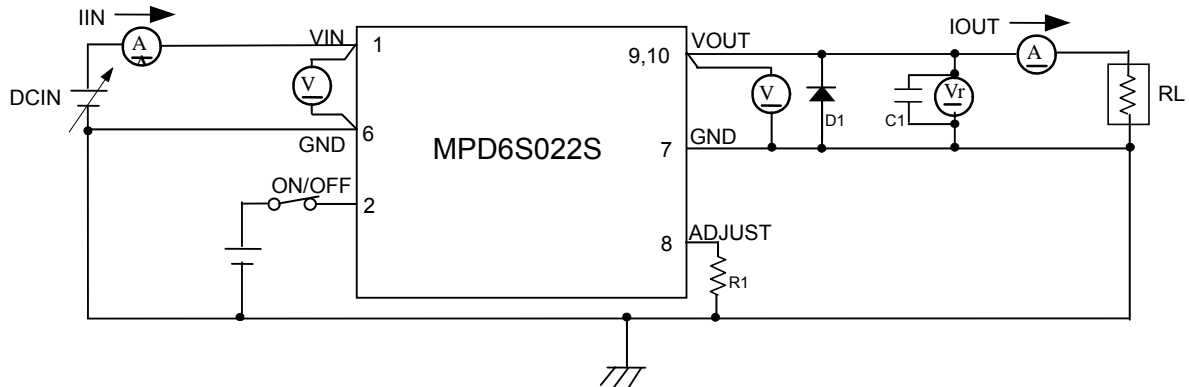 IIN
IOUT
A
A
VIN
1
VOUT
9,10
A
V
V
Vr
DCIN
D1
C1
RL
6
GND
MPD6S022S
7
GND
ON/OFF
2
8
ADJUST
R1